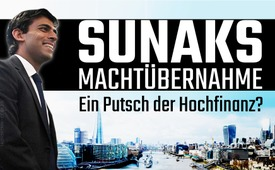 SUNAKS
MACHTÜBERNAHME
Ein Putsch der Hochfinanz?